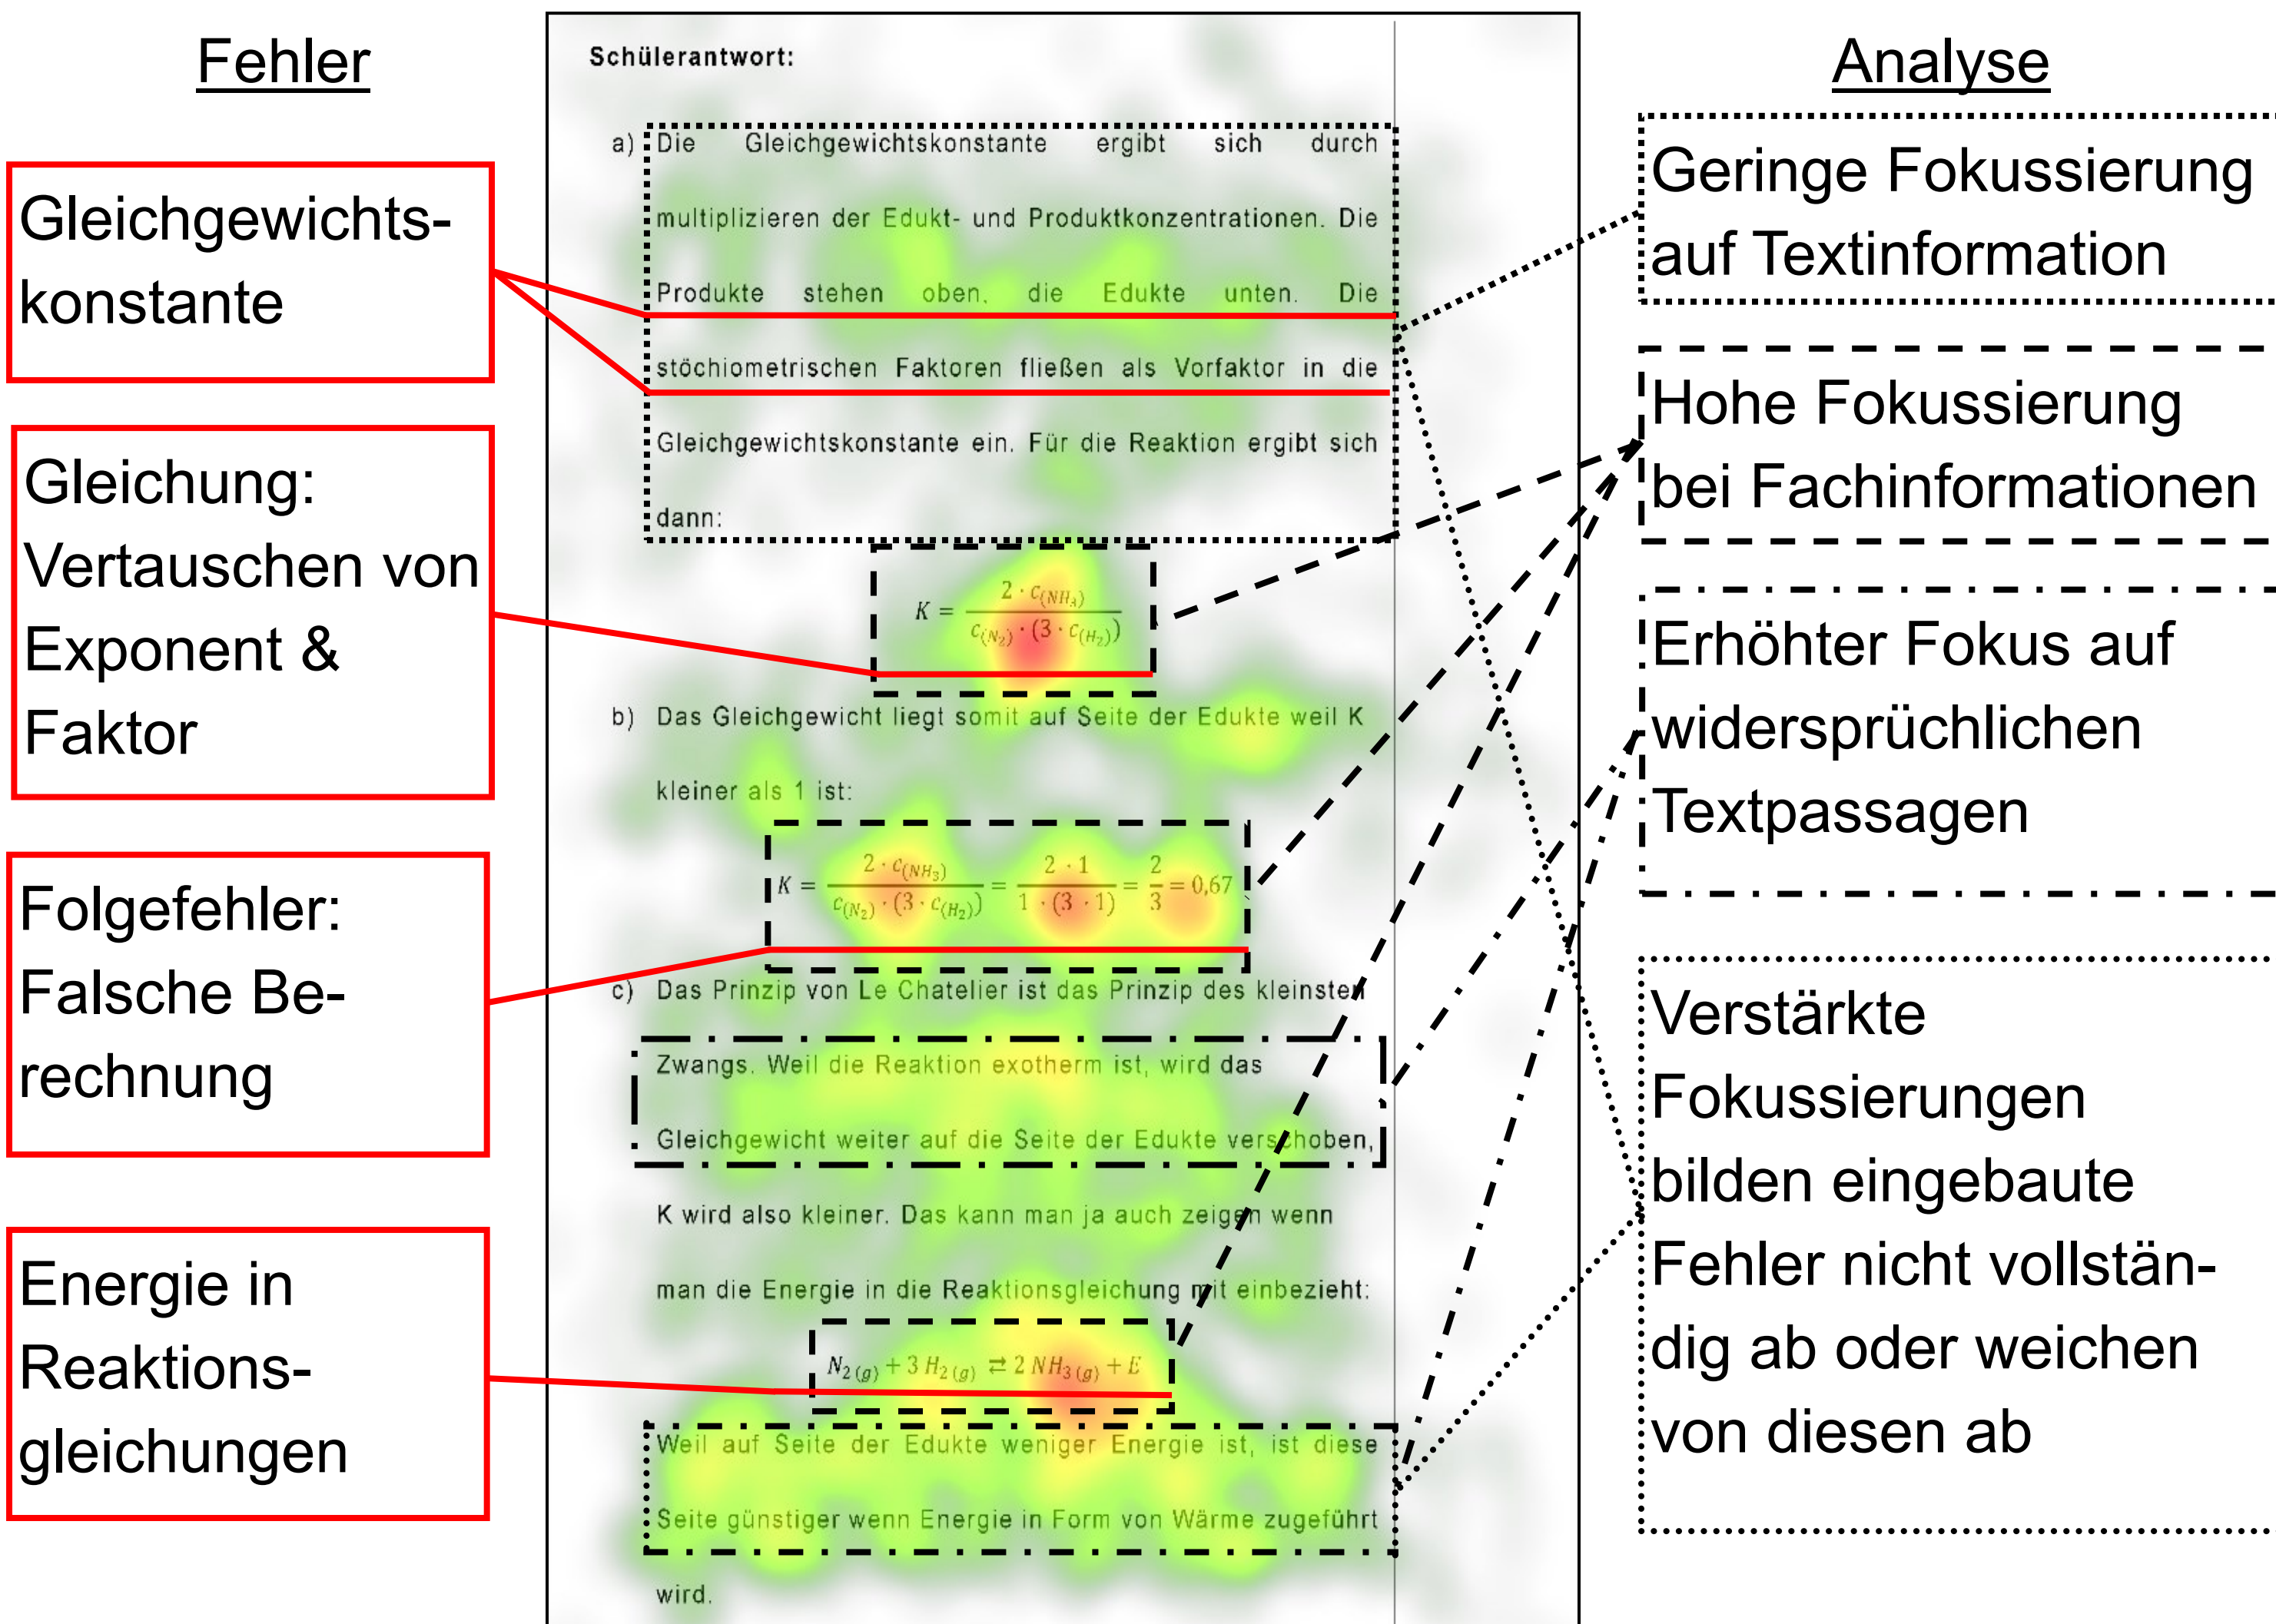 Fehler
Gleichgewichts-
konstante
Gleichung:
Vertauschen von
Exponent &
Faktor
Folgefehler:
Falsche Be-
rechnung
Energie in
Reaktions-
gleichungen
Schülerantwort:
a) Die Gleichgewichtskonstante ergibt sich durch
multiplizieren der Edukt- und Produktkonzentrationen. Die
Produkte stehen oben, die Edukte unten. Die
stöchiometrischen Faktoren fließen als Vorfaktor in die
Gleichgewichtskonstante ein. Für die Reaktion ergibt sich
dann:
K = 2 · c(NH₃) / c(N₂) · (3 · c(H₂))
b) Das Gleichgewicht liegt somit auf Seite der Edukte weil K
kleiner als 1 ist:
K = 2 · c(NH₃) / c(N₂) · (3 · c(H₂)) = 2 · 1 / 1 · (3 · 1) = 2 / 3 = 0,67
c) Das Prinzip von Le Chatelier ist das Prinzip des kleinsten
Zwangs. Weil die Reaktion exotherm ist, wird das
Gleichgewicht weiter auf die Seite der Edukte verschoben,
K wird also kleiner. Das kann man ja auch zeigen wenn
man die Energie in die Reaktionsgleichung mit einbezieht:
N₂ (g) + 3 H₂ (g) ⇄ 2 NH₃ (g) + E
Weil auf Seite der Edukte weniger Energie ist, ist diese
Seite günstiger wenn Energie in Form von Wärme zugeführt
wird.
Analyse
Geringe Fokussierung
auf Textinformation
Hohe Fokussierung
bei Fachinformationen
Erhöhter Fokus auf
widersprüchlichen
Textpassagen
Verstärkte
Fokussierungen
bilden eingebaute
Fehler nicht vollstän-
dig ab oder weichen
von diesen ab